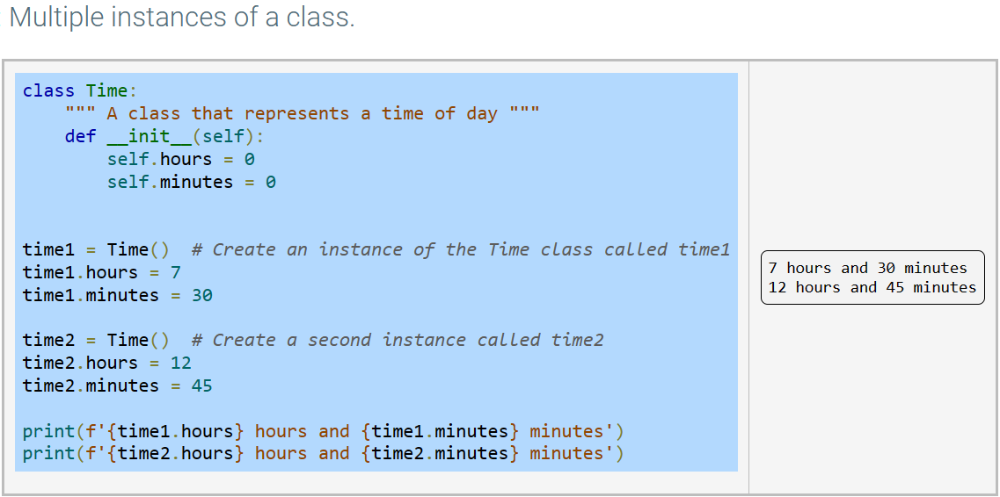 Multiple instances of a class.
class Time:
    """ A class that represents a time of day """
    def __init__(self):
        self.hours = 0
        self.minutes = 0
time1 = Time()  # Create an instance of the Time class called time1
time1.hours = 7
time1.minutes = 30
time2 = Time()  # Create a second instance called time2
time2.hours = 12
time2.minutes = 45
print(f'{time1.hours} hours and {time1.minutes} minutes')
print(f'{time2.hours} hours and {time2.minutes} minutes')
7 hours and 30 minutes
12 hours and 45 minutes